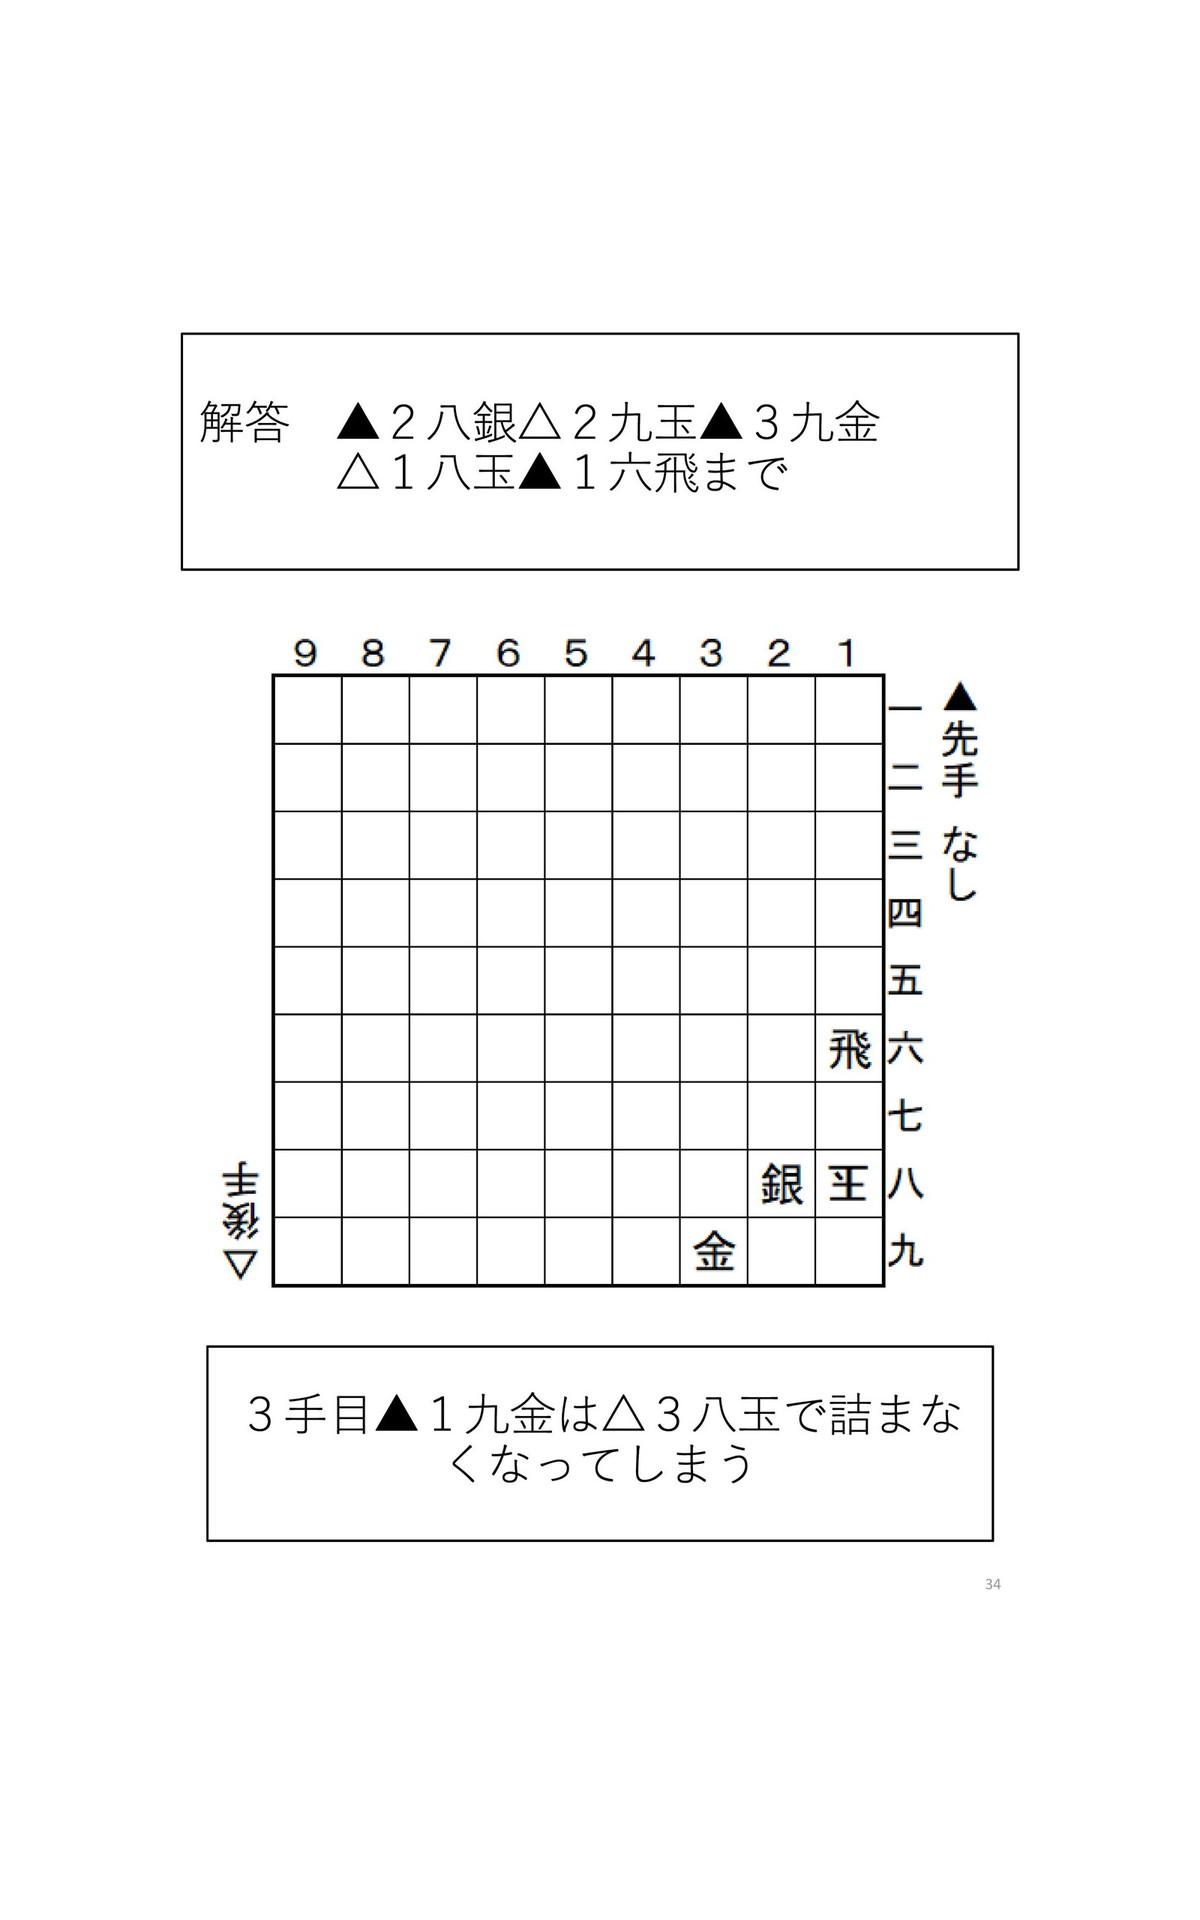 解答　▲２八銀△２九玉▲３九金
△１八玉▲１六飛まで
9 8 7 6 5 4 3 2 1
一
二
三
四
五
飛 六
七
銀 玉 八
金 九
▲先手 なし
△後手
３手目▲１九金は△３八玉で詰まな
くなってしまう
34